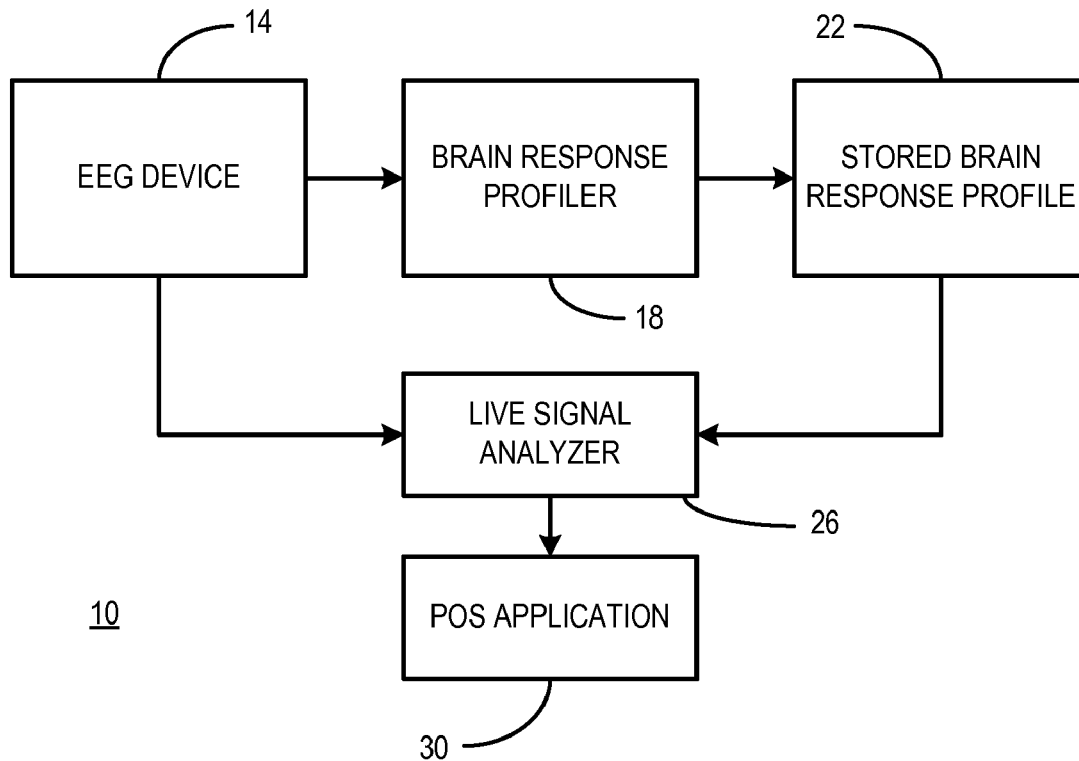 14
22
EEG DEVICE
BRAIN RESPONSE
PROFILER
STORED BRAIN
RESPONSE PROFILE
18
LIVE SIGNAL
ANALYZER
26
POS APPLICATION
10
30